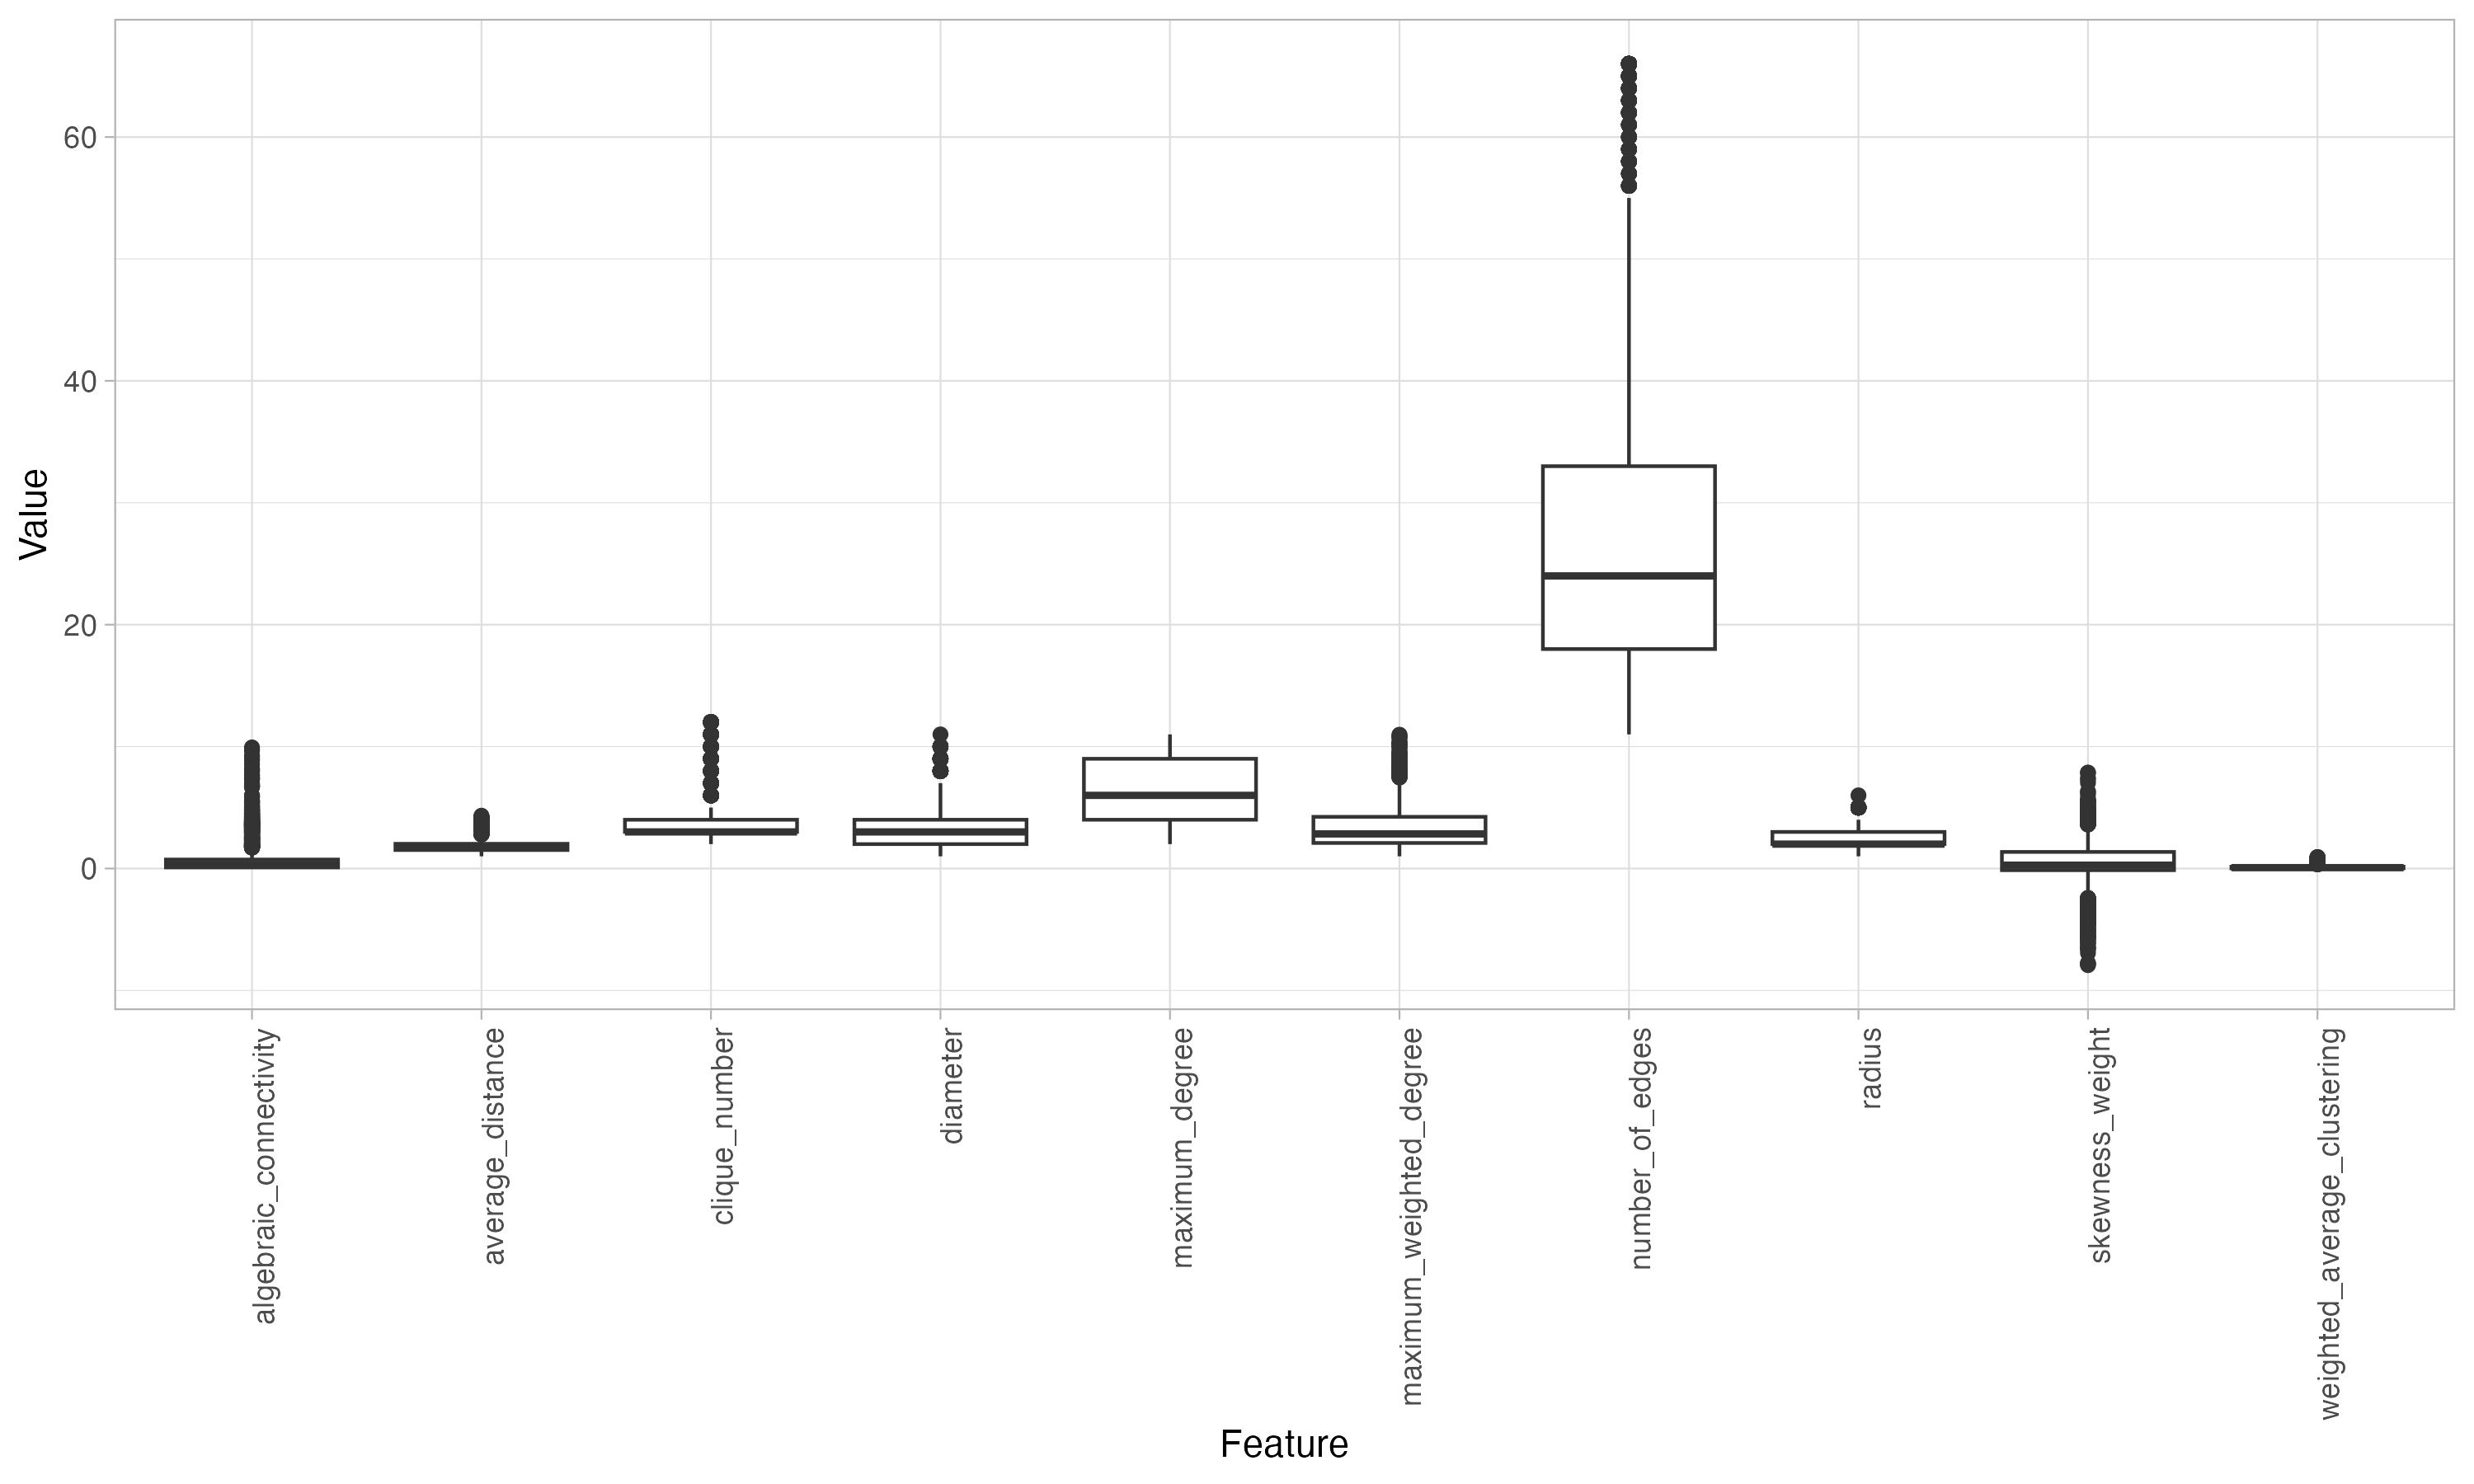 Value
60
40
20
0
algebraic_connectivity
average_distance
clique_number
diameter
maximum_degree
maximum_weighted_degree
number_of_edges
radius
skewness_weight
weighted_average_clustering
Feature